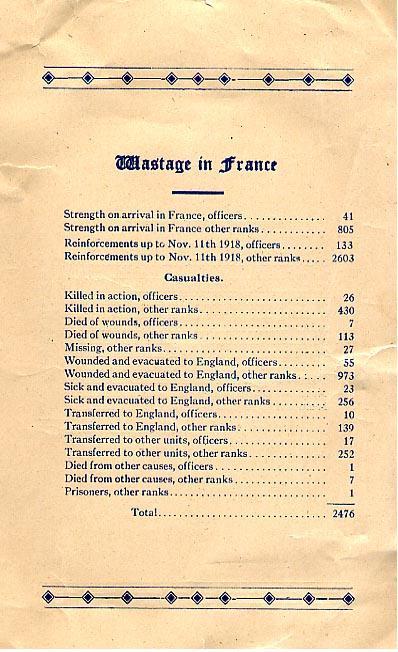 Wastage in France
Strength on arrival in France, officers............... 41
Strength on arrival in France other ranks............ 805
Reinforcements up to Nov. 11th 1918, officers........ 133
Reinforcements up to Nov. 11th 1918, other ranks..... 2603
Casualties.
Killed in action, officers........................... 26
Killed in action, other ranks........................ 430
Died of wounds, officers............................. 7
Died of wounds, other ranks.......................... 113
Missing, other ranks................................. 27
Wounded and evacuated to England, officers........... 55
Wounded and evacuated to England, other ranks........ 973
Sick and evacuated to England, officers.............. 23
Sick and evacuated to England, other ranks........... 256
Transferred to England, officers..................... 10
Transferred to England, other ranks.................. 139
Transferred to other units, officers................. 17
Transferred to other units, other ranks.............. 252
Died from other causes, officers..................... 1
Died from other causes, other ranks.................. 7
Prisoners, other ranks............................... 1
Total............................ 2476